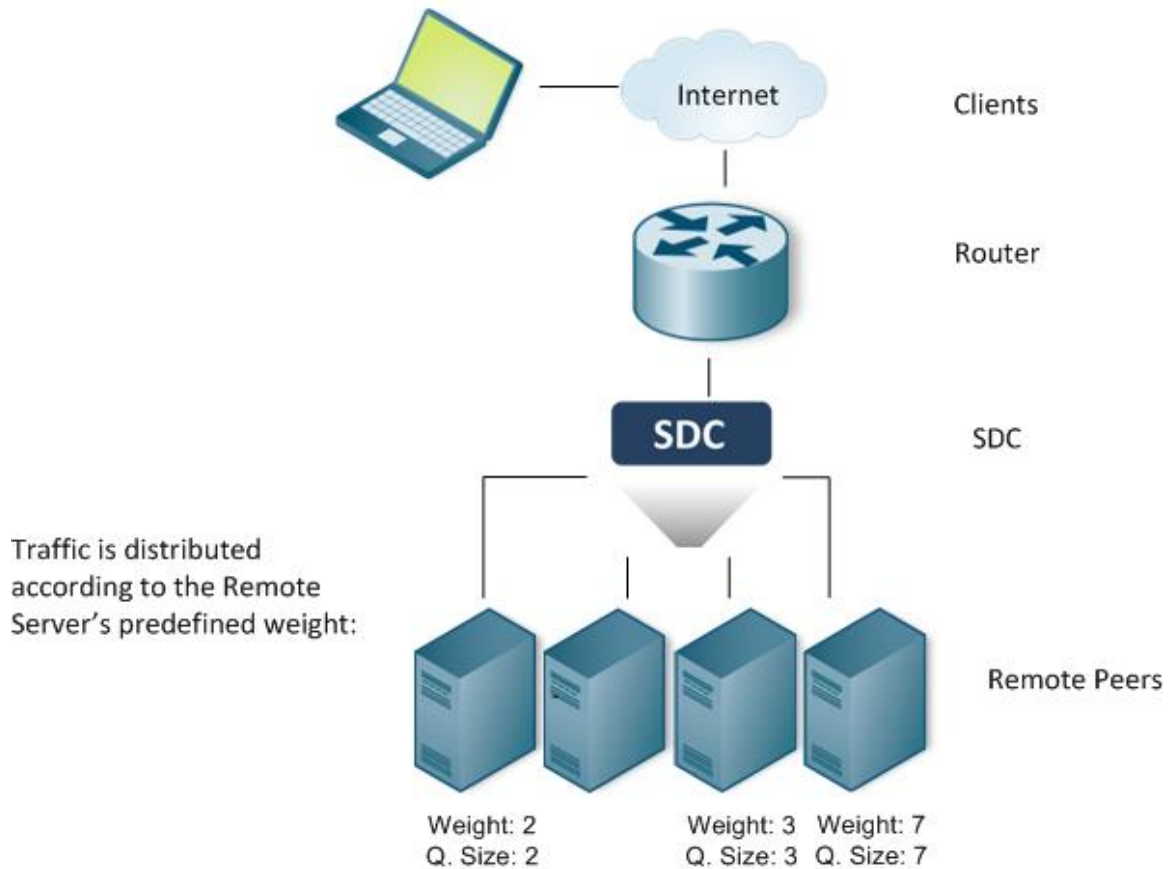 Internet
Clients
Router
SDC
SDC
Traffic is distributed
according to the Remote
Server's predefined weight:
Remote Peers
Weight: 2
Q. Size: 2
Weight: 3
Q. Size: 3
Weight: 7
Q. Size: 7